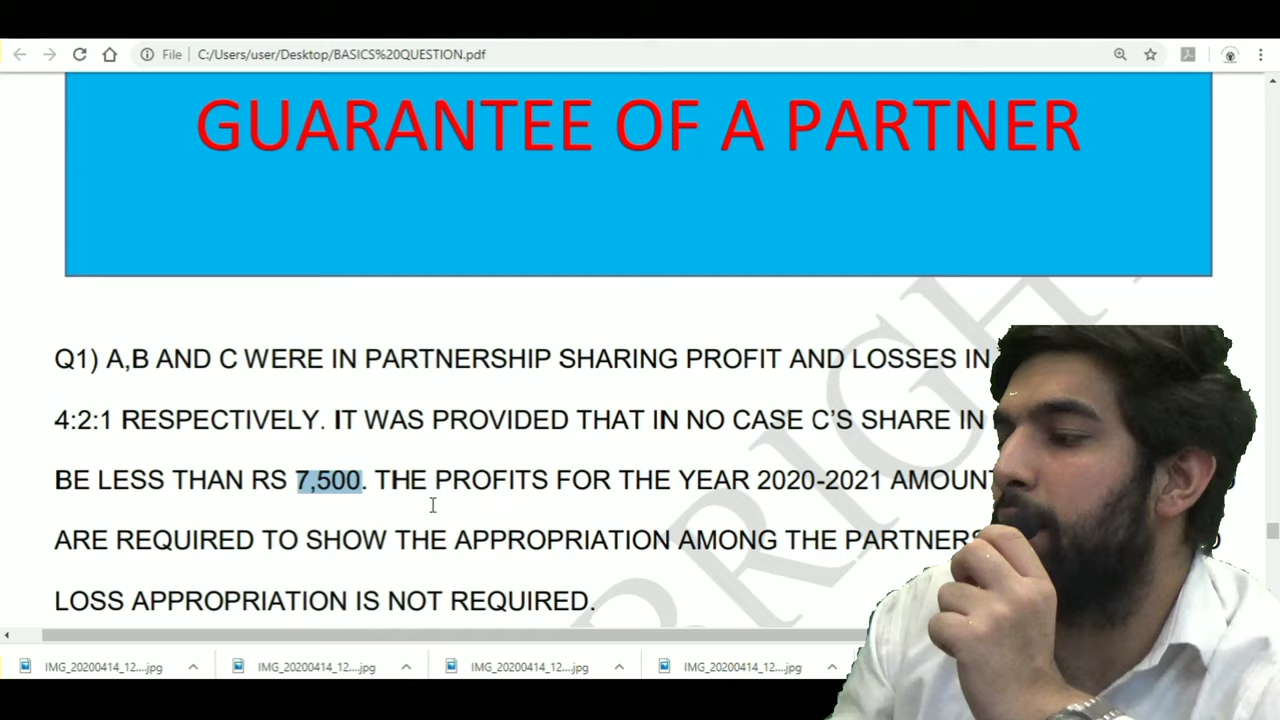 File
C:/Users/user/Desktop/BASICS%20QUESTION.pdf
GUARANTEE OF A PARTNER
Q1) A,B AND C WERE IN PARTNERSHIP SHARING PROFIT AND LOSSES IN
4:2:1 RESPECTIVELY. IT WAS PROVIDED THAT IN NO CASE C’S SHARE IN
BE LESS THAN RS 7,500. THE PROFITS FOR THE YEAR 2020-2021
ARE REQUIRED TO SHOW THE APPROPRIATION AMONG THE
LOSS APPROPRIATION IS NOT REQUIRED.
IMG_20200414_12....jpg
IMG_20200414_12....jpg
IMG_20200414_12....jpg
IMG_20200414_12....jpg